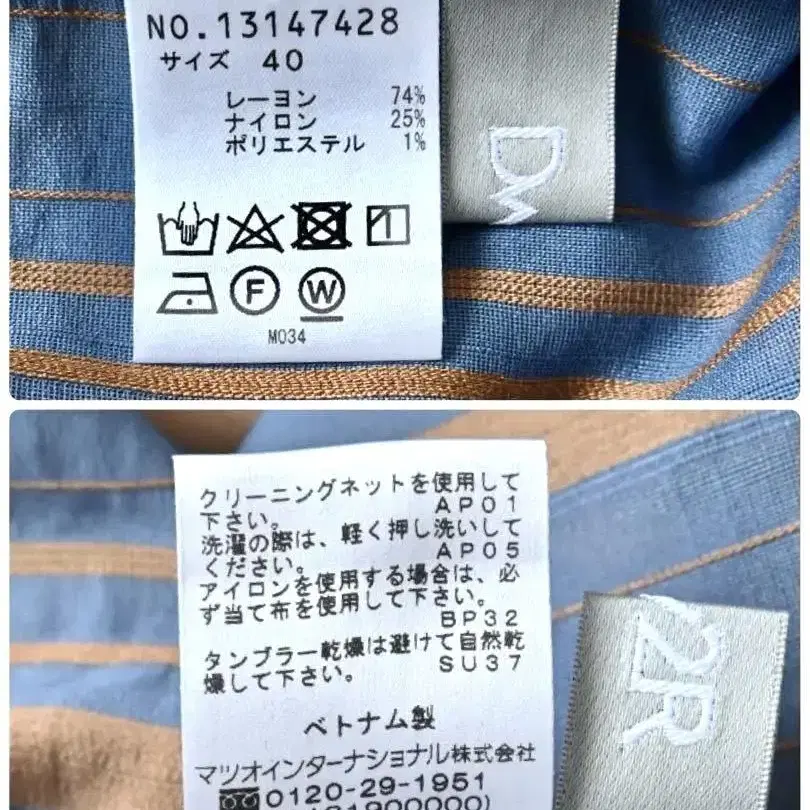 NO.13147428
サイズ 40
レーヨン 74%
ナイロン 25%
ポリエステル 1%
F
W
M034
クリーニングネットを使用して
下さい。 AP01
洗濯の際は、軽く押し洗いして
ください。 AP05
アイロンを使用する場合は、必
ず当て布を使用して下さい。
BP32
タンブラー乾燥は避けて自然乾
燥して下さい。 SU37
ベトナム製
マツオインターナショナル株式会社
0120-29-1951
2R